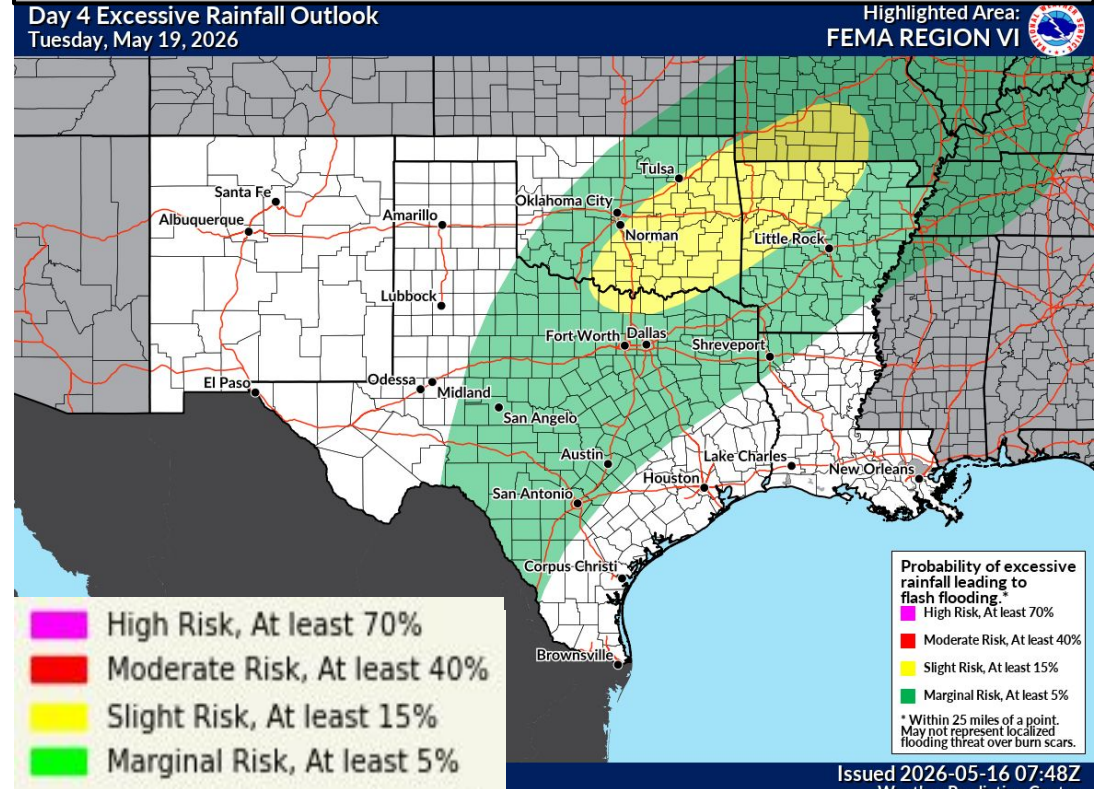 Day 4 Excessive Rainfall Outlook
Tuesday, May 19, 2026
Highlighted Area:
FEMA REGION VI
NATIONAL WEATHER SERVICE
Tulsa
Santa Fe
Oklahoma City
Albuquerque
Amarillo
Norman
Little Rock
Lubbock
Fort Worth
Dallas
Shreveport
El Paso
Odessa
Midland
San Angelo
Austin
Lake Charles
New Orleans
Houston
San Antonio
Corpus Christi
Brownsville
High Risk, At least 70%
Moderate Risk, At least 40%
Slight Risk, At least 15%
Marginal Risk, At least 5%
Probability of excessive
rainfall leading to
flash flooding.*
High Risk, At least 70%
Moderate Risk, At least 40%
Slight Risk, At least 15%
Marginal Risk, At least 5%
* Within 25 miles of a point.
May not represent localized
flooding threat over burn scars.
Issued 2026-05-16 07:48Z
Weather Prediction Center